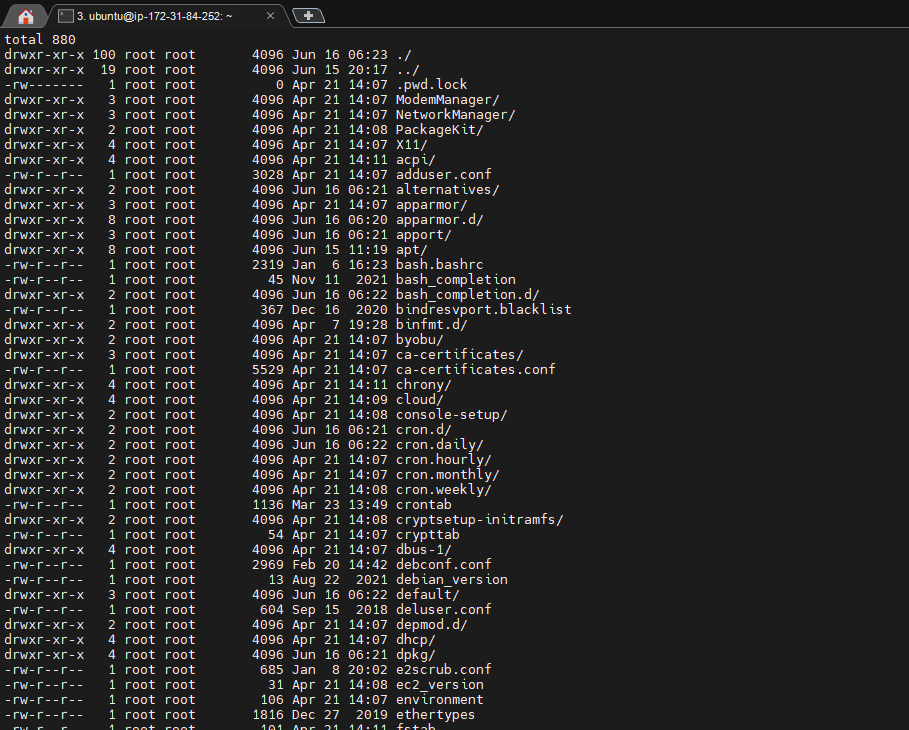 3. ubuntu@ip-172-31-84-252: ~
total 880
drwxr-xr-x 100 root root       4096 Jun 16 06:23 ./
drwxr-xr-x  19 root root       4096 Jun 15 20:17 ../
-rw-------   1 root root          0 Apr 21 14:07 .pwd.lock
drwxr-xr-x   3 root root       4096 Apr 21 14:07 ModemManager/
drwxr-xr-x   3 root root       4096 Apr 21 14:07 NetworkManager/
drwxr-xr-x   2 root root       4096 Apr 21 14:08 PackageKit/
drwxr-xr-x   4 root root       4096 Apr 21 14:07 X11/
drwxr-xr-x   4 root root       4096 Apr 21 14:11 acpi/
-rw-r--r--   1 root root       3028 Apr 21 14:07 adduser.conf
drwxr-xr-x   2 root root       4096 Jun 16 06:21 alternatives/
drwxr-xr-x   3 root root       4096 Apr 21 14:07 apparmor/
drwxr-xr-x   8 root root       4096 Jun 16 06:20 apparmor.d/
drwxr-xr-x   3 root root       4096 Jun 16 06:21 apport/
drwxr-xr-x   8 root root       4096 Jun 15 11:19 apt/
-rw-r--r--   1 root root       2319 Jan  6 16:23 bash.bashrc
-rw-r--r--   1 root root         45 Nov 11  2021 bash_completion
drwxr-xr-x   2 root root       4096 Jun 16 06:22 bash_completion.d/
-rw-r--r--   1 root root        367 Dec 16  2020 bindresvport.blacklist
drwxr-xr-x   2 root root       4096 Apr  7 19:28 binfmt.d/
drwxr-xr-x   2 root root       4096 Apr 21 14:07 byobu/
drwxr-xr-x   3 root root       4096 Apr 21 14:07 ca-certificates/
-rw-r--r--   1 root root       5529 Apr 21 14:07 ca-certificates.conf
drwxr-xr-x   4 root root       4096 Apr 21 14:11 chrony/
drwxr-xr-x   4 root root       4096 Apr 21 14:09 cloud/
drwxr-xr-x   2 root root       4096 Apr 21 14:08 console-setup/
drwxr-xr-x   2 root root       4096 Jun 16 06:21 cron.d/
drwxr-xr-x   2 root root       4096 Jun 16 06:22 cron.daily/
drwxr-xr-x   2 root root       4096 Apr 21 14:07 cron.hourly/
drwxr-xr-x   2 root root       4096 Apr 21 14:07 cron.monthly/
drwxr-xr-x   2 root root       4096 Apr 21 14:08 cron.weekly/
-rw-r--r--   1 root root       1136 Mar 23 13:49 crontab
drwxr-xr-x   2 root root       4096 Apr 21 14:08 cryptsetup-initramfs/
-rw-r--r--   1 root root         54 Apr 21 14:07 crypttab
drwxr-xr-x   4 root root       4096 Apr 21 14:07 dbus-1/
-rw-r--r--   1 root root       2969 Feb 20 14:42 debconf.conf
-rw-r--r--   1 root root         13 Aug 22  2021 debian_version
drwxr-xr-x   3 root root       4096 Jun 16 06:22 default/
-rw-r--r--   1 root root        604 Sep 15  2018 deluser.conf
drwxr-xr-x   2 root root       4096 Apr 21 14:07 depmod.d/
drwxr-xr-x   4 root root       4096 Apr 21 14:07 dhcp/
drwxr-xr-x   4 root root       4096 Jun 16 06:21 dpkg/
-rw-r--r--   1 root root        685 Jan  8 20:02 e2scrub.conf
-rw-r--r--   1 root root         31 Apr 21 14:08 ec2_version
-rw-r--r--   1 root root        106 Apr 21 14:07 environment
-rw-r--r--   1 root root       1816 Dec 27  2019 ethertypes
-rw-r--r--   1 root root        101 Apr 21 14:11 fstab